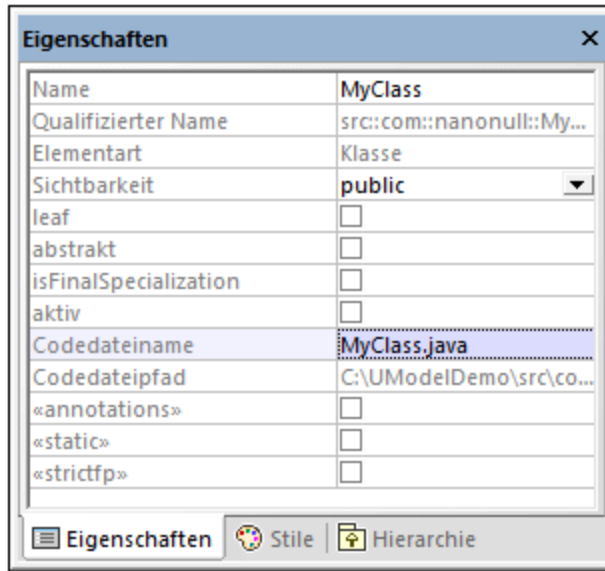 Eigenschaften
Name MyClass
Qualifizierter Name src::com::nanonull::My...
Elementart Klasse
Sichtbarkeit public
leaf
abstrakt
isFinalSpecialization
aktiv
Codedateiname MyClass.java
Codedateipfad C:\UModelDemo\src\co...
«annotations»
«static»
«strictfp»
Eigenschaften Stile Hierarchie